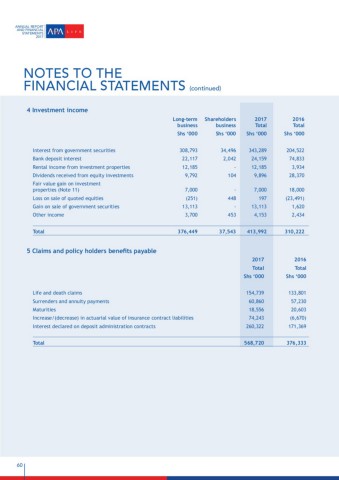 ANNUAL REPORT
AND FINANCIAL
STATEMENTS
2017
APA LIFE
NOTES TO THE
FINANCIAL STATEMENTS (continued)
4 Investment income
Long-term Shareholders 2017 2016
business business Total Total
Shs '000 Shs '000 Shs '000 Shs '000
Interest from government securities 308,793 34,496 343,289 204,522
Bank deposit interest 22,117 2,042 24,159 74,833
Rental income from investment properties 12,185 - 12,185 3,934
Dividends received from equity investments 9,792 104 9,896 28,370
Fair value gain on investment
properties (Note 11) 7,000 - 7,000 18,000
Loss on sale of quoted equities (251) 448 197 (23,491)
Gain on sale of government securities 13,113 - 13,113 1,620
Other income 3,700 453 4,153 2,434
Total 376,449 37,543 413,992 310,222
5 Claims and policy holders benefits payable
2017 2016
Total Total
Shs '000 Shs '000
Life and death claims 154,739 133,801
Surrenders and annuity payments 60,860 57,230
Maturities 18,556 20,603
Increase/(decrease) in actuarial value of insurance contract liabilities 74,243 (6,670)
Interest declared on deposit administration contracts 260,322 171,369
Total 568,720 376,333
60